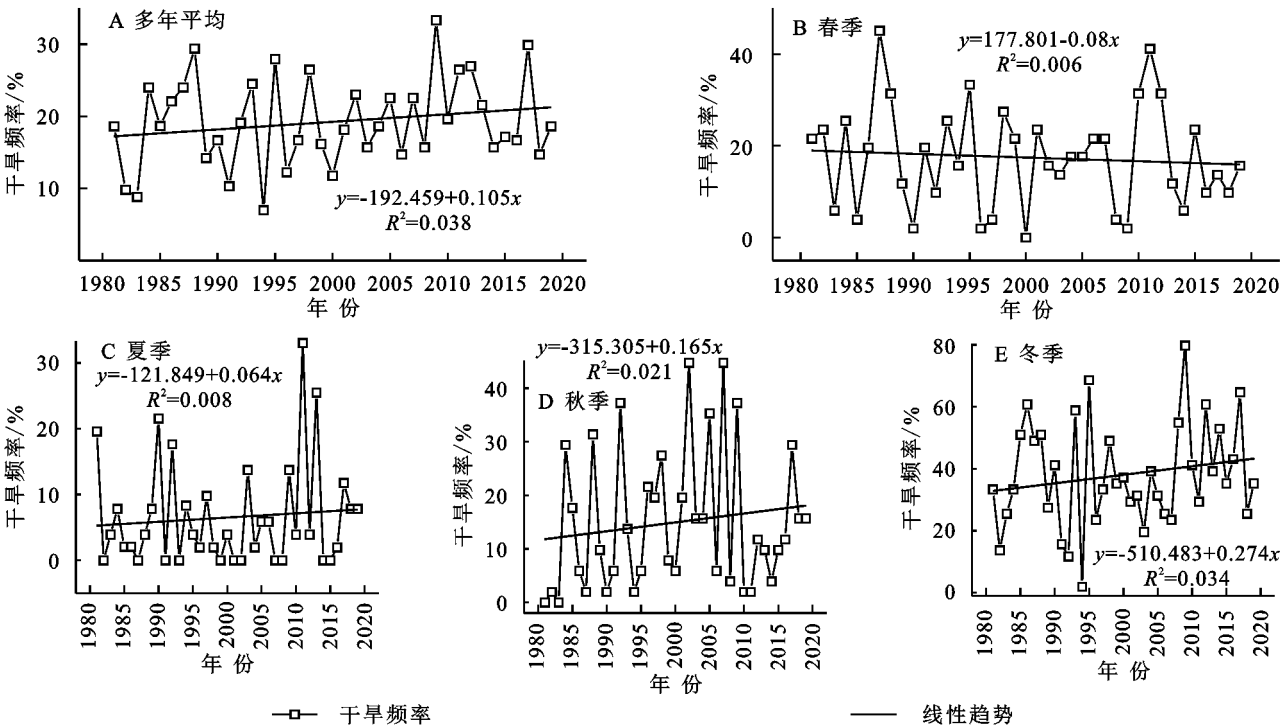 A 多年平均
干旱频率/%
30
20
10
y=-192.459+0.105x
R²=0.038
1980 1985 1990 1995 2000 2005 2010 2015 2020
年 份
B 春季
干旱频率/%
40
20
0
y=177.801-0.08x
R²=0.006
1980 1985 1990 1995 2000 2005 2010 2015 2020
年 份
C 夏季
干旱频率/%
30
20
10
0
y=-121.849+0.064x
R²=0.008
1980 1985 1990 1995 2000 2005 2010 2015 2020
年 份
D 秋季
干旱频率/%
40
30
20
10
0
y=-315.305+0.165x
R²=0.021
1980 1985 1990 1995 2000 2005 2010 2015 2020
年 份
E 冬季
干旱频率/%
80
60
40
20
0
y=-510.483+0.274x
R²=0.034
1980 1985 1990 1995 2000 2005 2010 2015 2020
年 份
干旱频率
线性趋势